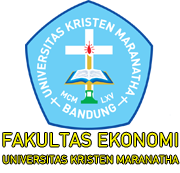 UNIVERSITAS KRISTEN MARANATHA
MCM LXV
BANDUNG
FAKULTAS EKONOMI
UNIVERSITAS KRISTEN MARANATHA